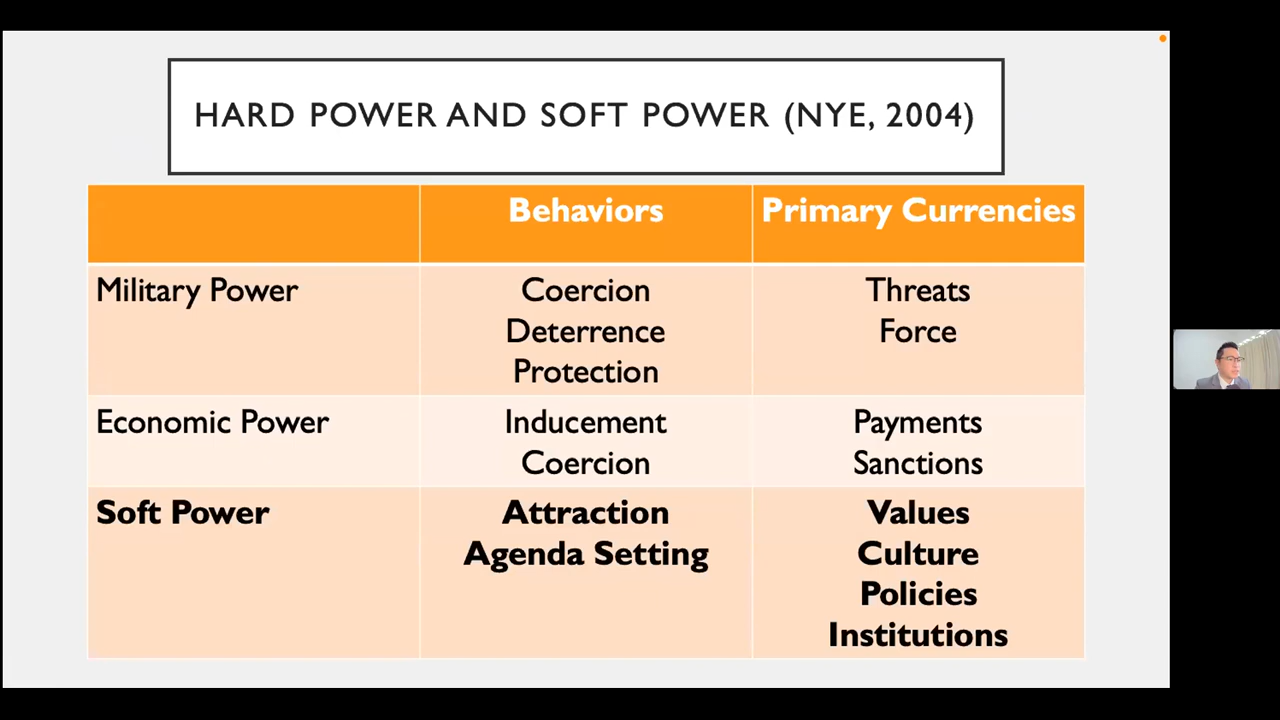 HARD POWER AND SOFT POWER (NYE, 2004)
Behaviors Primary Currencies
Military Power Coercion Threats
Deterrence Force
Protection
Economic Power Inducement Payments
Coercion Sanctions
Soft Power Attraction Values
Agenda Setting Culture
Policies
Institutions